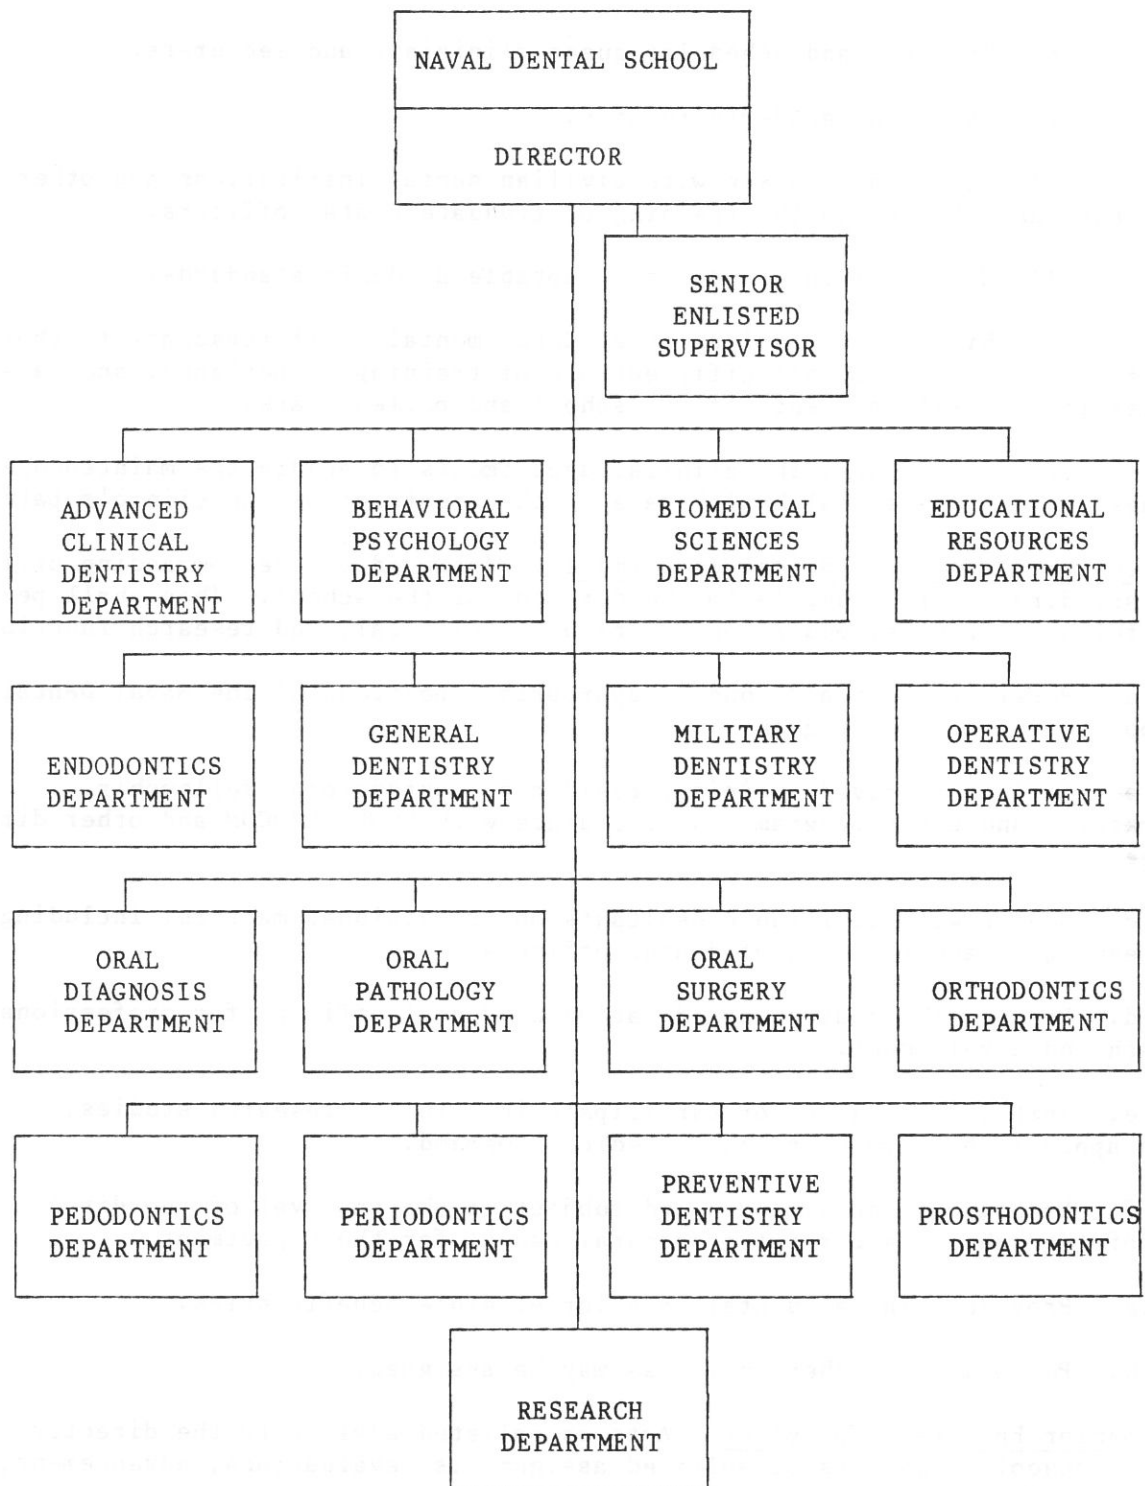 NAVAL DENTAL SCHOOL
DIRECTOR
SENIOR
ENLISTED
SUPERVISOR
ADVANCED
CLINICAL
DENTISTRY
DEPARTMENT
BEHAVIORAL
PSYCHOLOGY
DEPARTMENT
BIOMEDICAL
SCIENCES
DEPARTMENT
EDUCATIONAL
RESOURCES
DEPARTMENT
ENDODONTICS
DEPARTMENT
GENERAL
DENTISTRY
DEPARTMENT
MILITARY
DENTISTRY
DEPARTMENT
OPERATIVE
DENTISTRY
DEPARTMENT
ORAL
DIAGNOSIS
DEPARTMENT
ORAL
PATHOLOGY
DEPARTMENT
ORAL
SURGERY
DEPARTMENT
ORTHODONTICS
DEPARTMENT
PEDODONTICS
DEPARTMENT
PERIODONTICS
DEPARTMENT
PREVENTIVE
DENTISTRY
DEPARTMENT
PROSTHODONTICS
DEPARTMENT
RESEARCH
DEPARTMENT